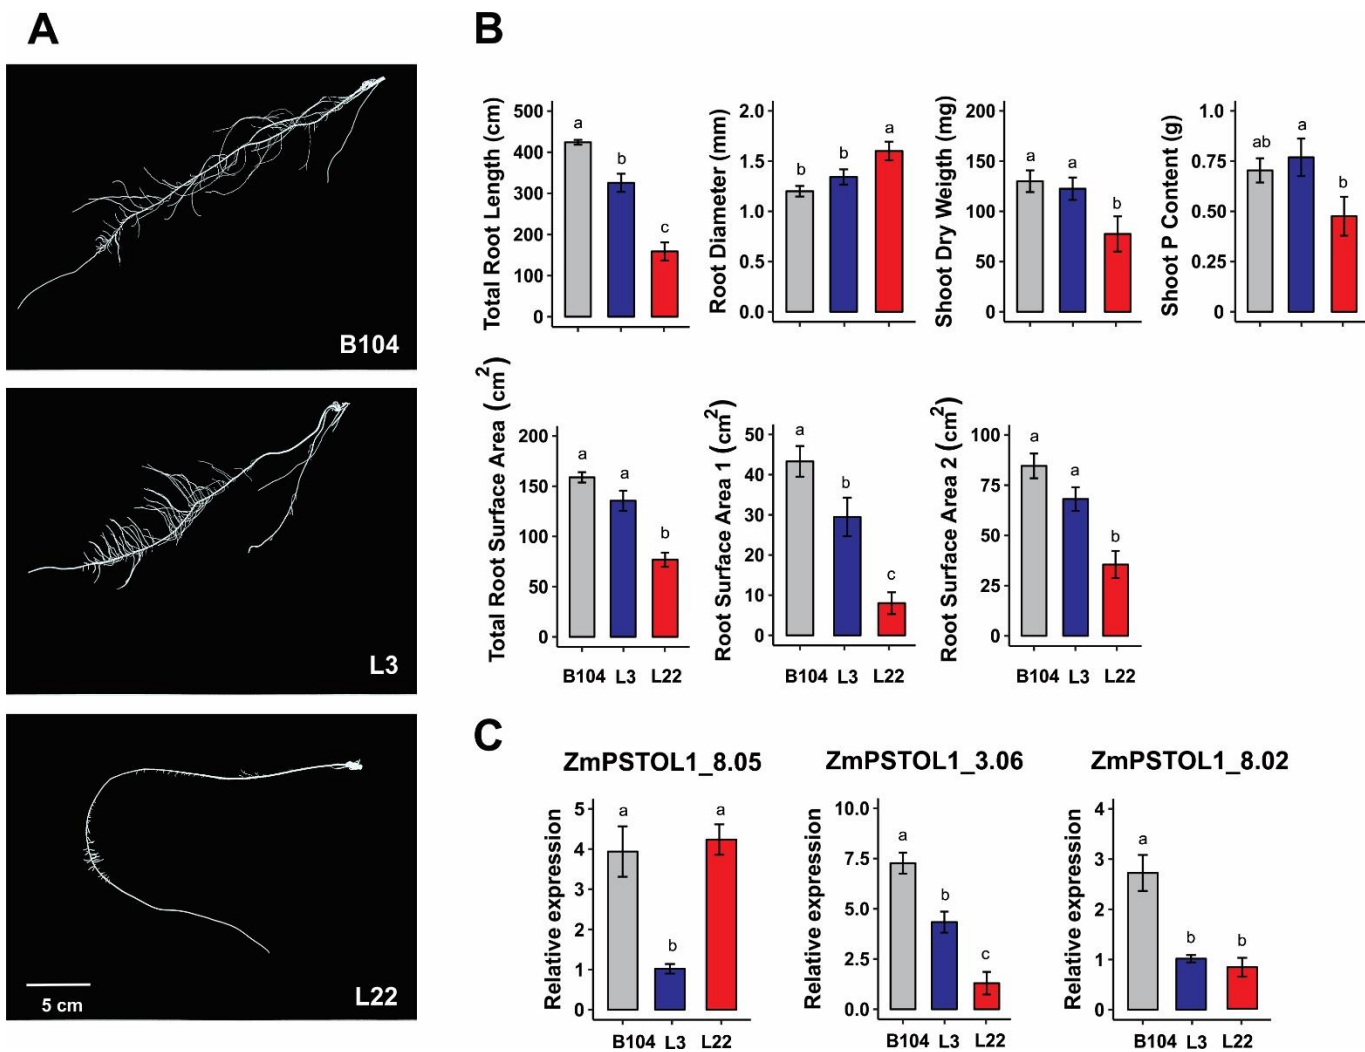 A
B
B104
L3
5 cm
L22
Total Root Length (cm)
500
400
300
200
100
0
a
b
c
Root Diameter (mm)
2.0
1.5
1.0
0.5
0.0
b
b
a
Shoot Dry Weigth (mg)
200
150
100
50
0
a
a
b
Shoot P Content (g)
1.0
0.75
0.50
0.25
0
ab
a
b
Total Root Surface Area (cm2)
200
150
100
50
0
a
a
b
B104 L3 L22
Root Surface Area 1 (cm2)
50
40
30
20
10
0
a
b
c
B104 L3 L22
Root Surface Area 2 (cm2)
100
75
50
25
0
a
a
b
B104 L3 L22
C
ZmPSTOL1_8.05
Relative expression
5
4
3
2
1
0
a
b
a
B104 L3 L22
ZmPSTOL1_3.06
Relative expression
10.0
7.5
5.0
2.5
0.0
a
b
c
B104 L3 L22
ZmPSTOL1_8.02
Relative expression
4
3
2
1
0
a
b
b
B104 L3 L22